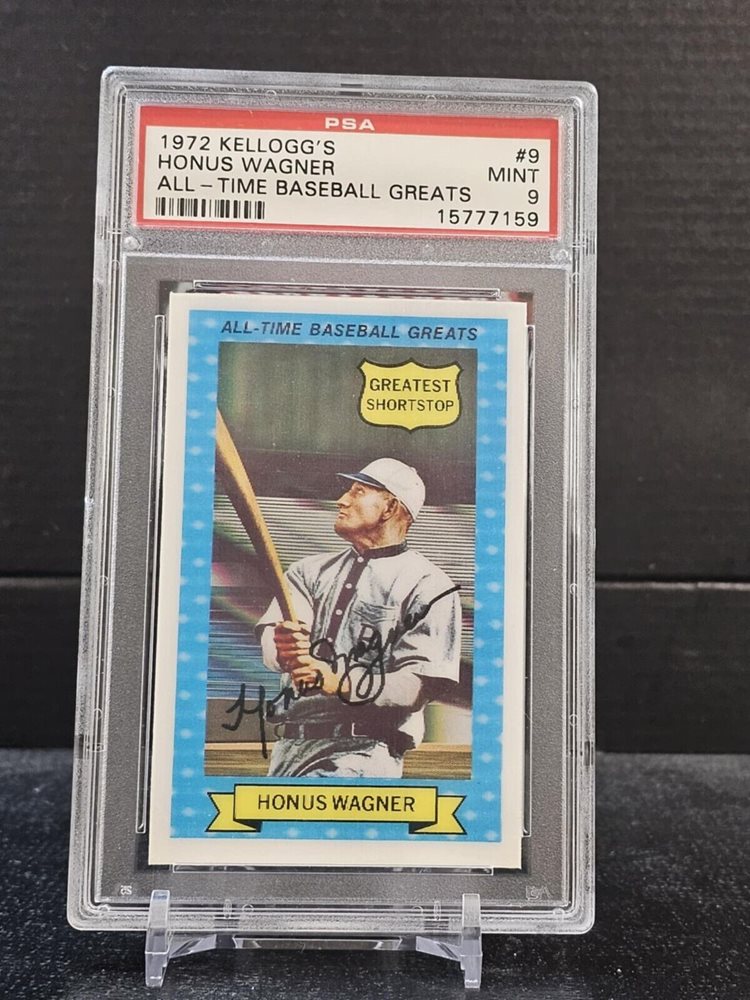 PSA
1972 KELLOGG'S #9
HONUS WAGNER MINT
ALL-TIME BASEBALL GREATS 9
15777159
ALL-TIME BASEBALL GREATS
GREATEST
SHORTSTOP
Honus Wagner
HONUS WAGNER